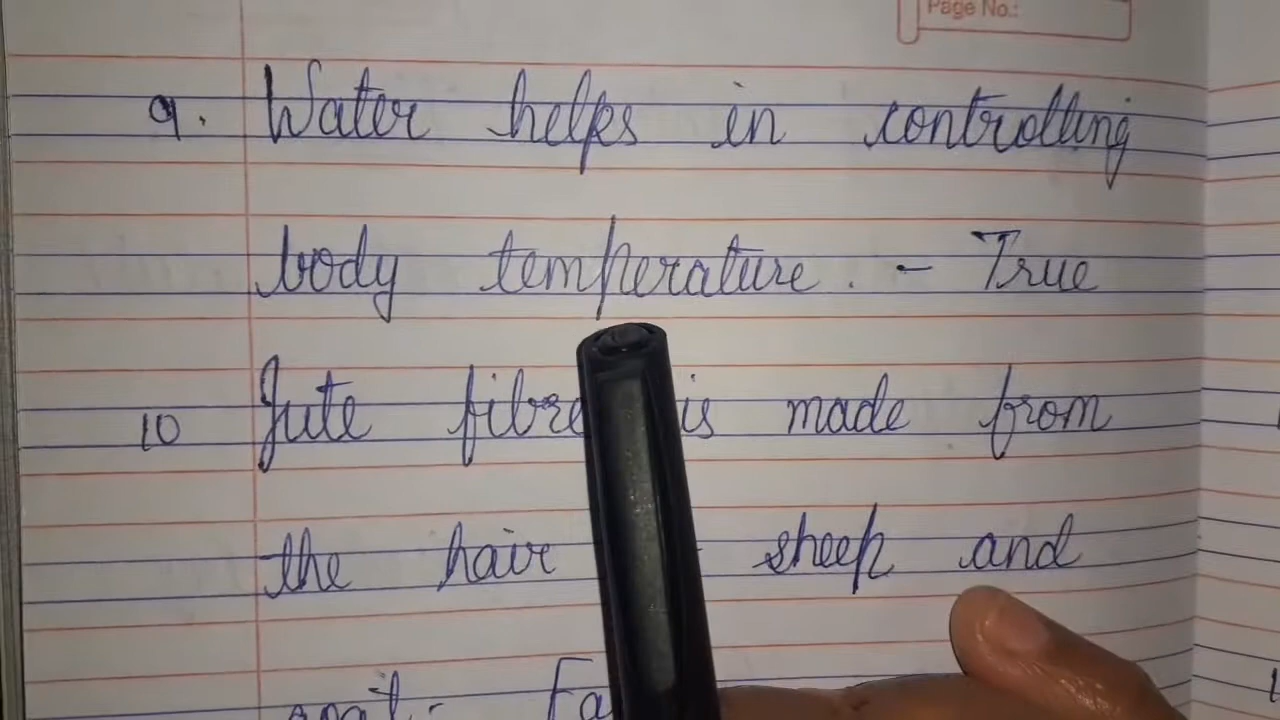 Page No.:
9. Water helps in controlling
body temperature. - True
10 Jute fibre is made from
the hair sheep and
goat.